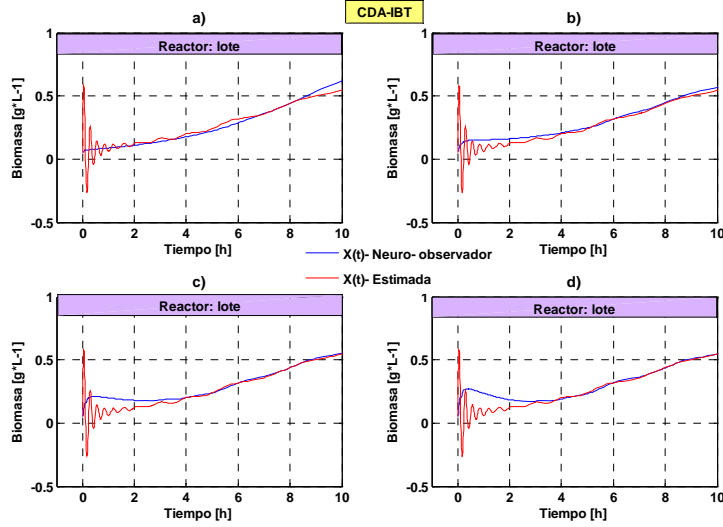 CDA-IBT
a)
b)
1
Reactor: lote
0.5
0
-0.5
Biomasa [g*L-1]
0 2 4 6 8 10
Tiempo [h]
1
Reactor: lote
0.5
0
-0.5
Biomasa [g*L-1]
0 2 4 6 8 10
Tiempo [h]
X(t)- Neuro- observador
X(t)- Estimada
c)
d)
1
Reactor: lote
0.5
0
-0.5
Biomasa [g*L-1]
0 2 4 6 8 10
Tiempo [h]
1
Reactor: lote
0.5
0
-0.5
Biomasa [g*L-1]
0 2 4 6 8 10
Tiempo [h]